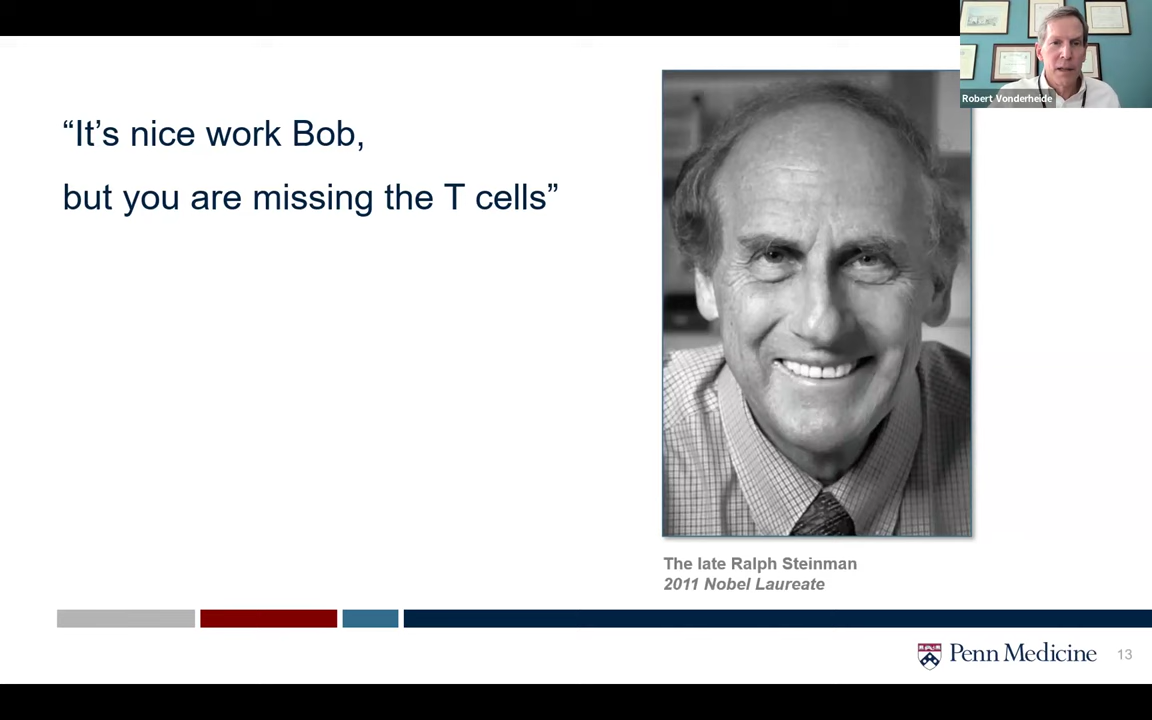 Robert Vonderheide
“It’s nice work Bob,
but you are missing the T cells”
The late Ralph Steinman
2011 Nobel Laureate
Penn Medicine
13